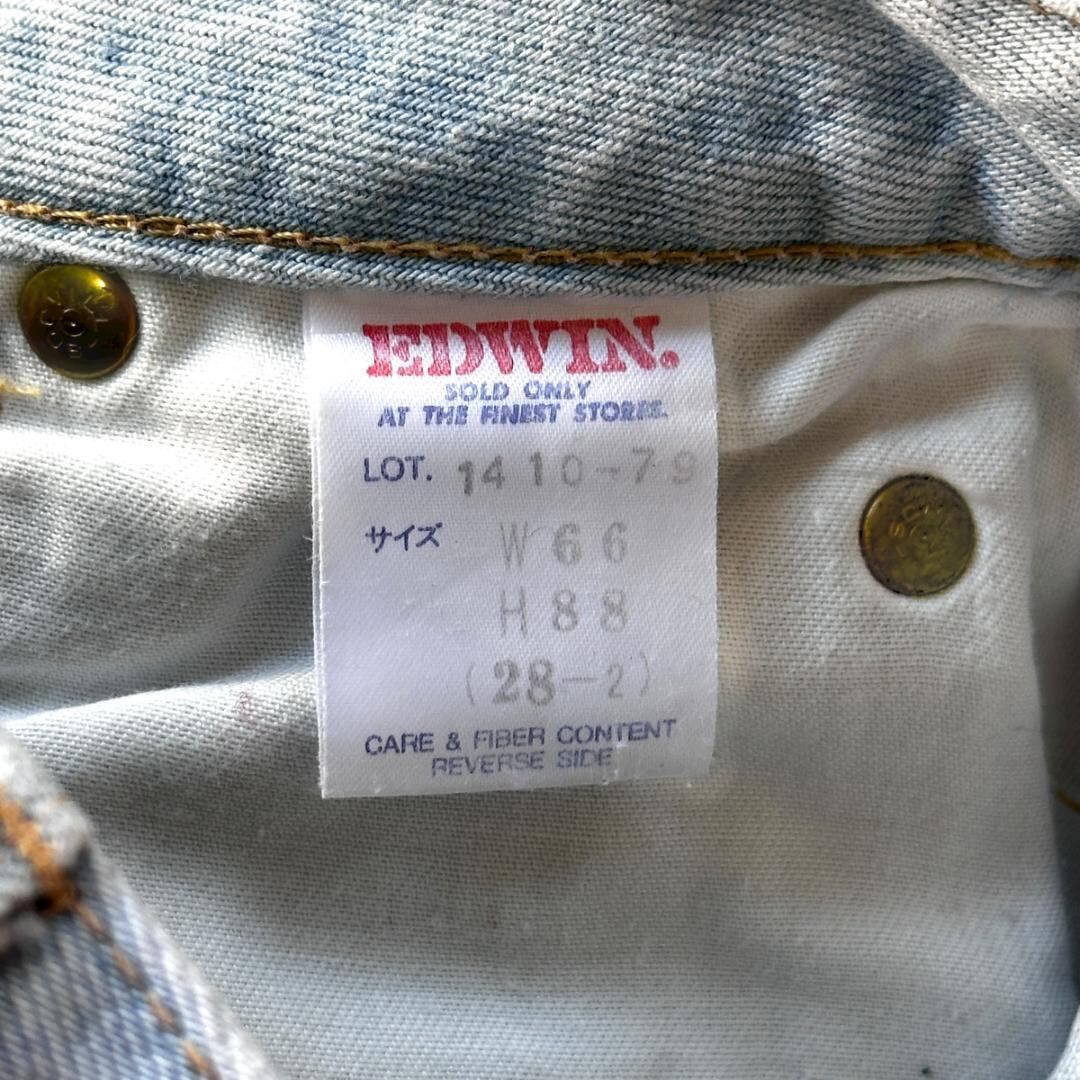 EDWIN.
SOLD ONLY
AT THE FINEST STORES.
LOT. 1410-79
サイズ W66
H88
(28-2)
CARE & FIBER CONTENT
REVERSE SIDE